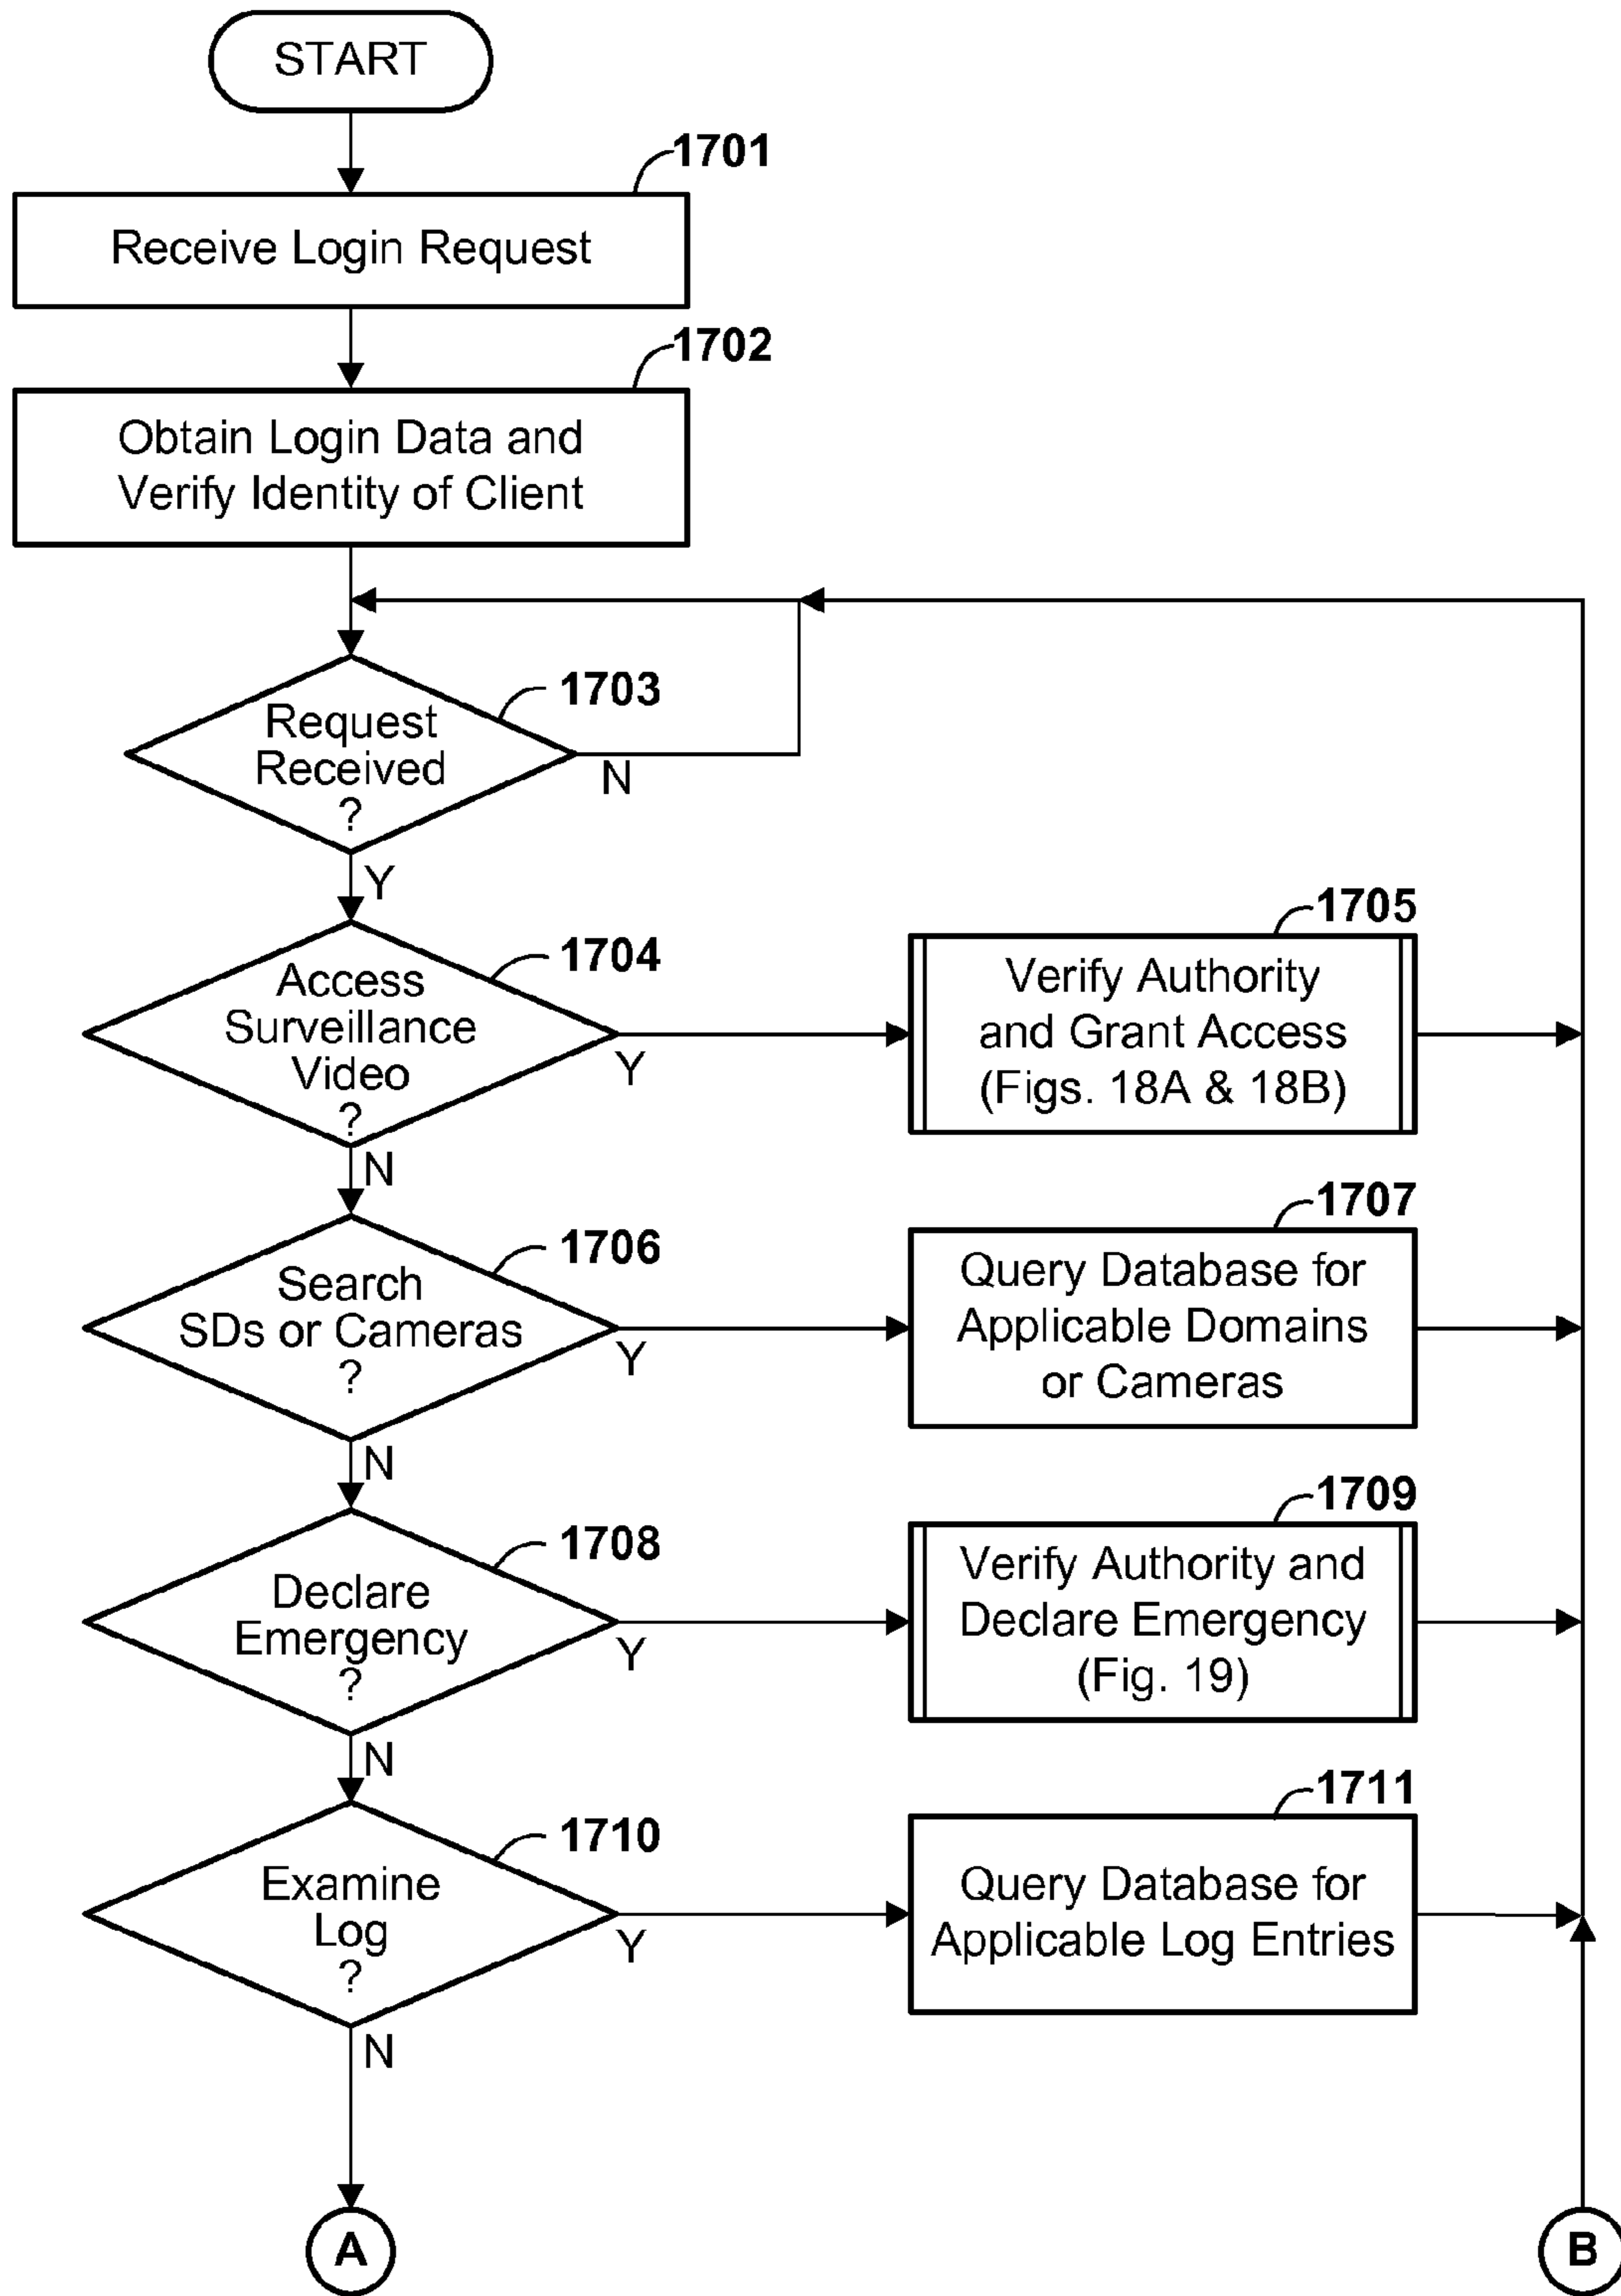 START
1701
Receive Login Request
1702
Obtain Login Data and
Verify Identity of Client
1703
Request
Received
?
N
Y
1704
Access
Surveillance
Video
?
Y
N
1705
Verify Authority
and Grant Access
(Figs. 18A & 18B)
1706
Search
SDs or Cameras
?
Y
N
1707
Query Database for
Applicable Domains
or Cameras
1708
Declare
Emergency
?
Y
N
1709
Verify Authority and
Declare Emergency
(Fig. 19)
1710
Examine
Log
?
Y
N
1711
Query Database for
Applicable Log Entries
A
B